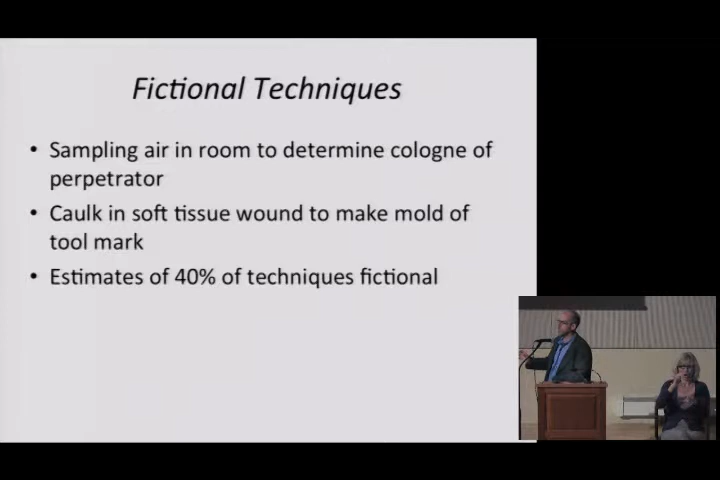 Fictional Techniques
• Sampling air in room to determine cologne of
perpetrator
• Caulk in soft tissue wound to make mold of
tool mark
• Estimates of 40% of techniques fictional